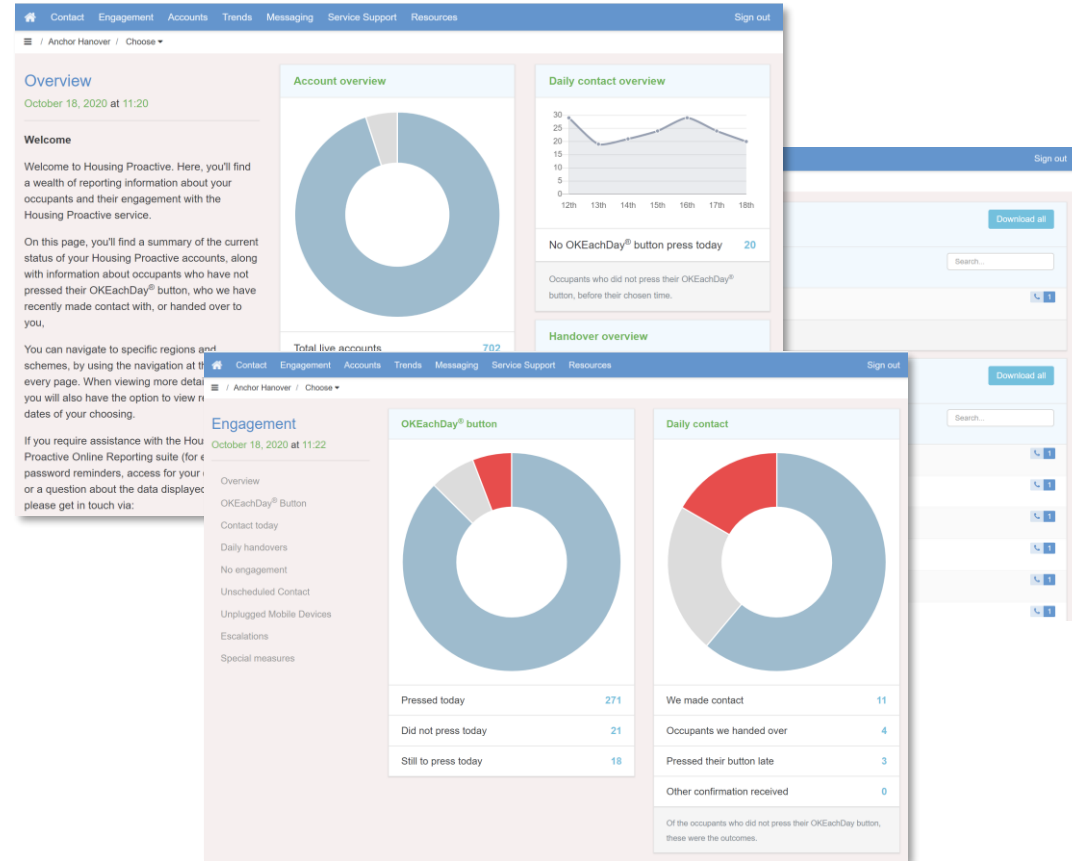 Contact Engagement Accounts Trends Messaging Service Support Resources Sign out
/ Anchor Hanover / Choose
Overview
October 18, 2020 at 11:20
Welcome
Welcome to Housing Proactive. Here, you'll find
a wealth of reporting information about your
occupants and their engagement with the
Housing Proactive service.
On this page, you'll find a summary of the current
status of your Housing Proactive accounts, along
with information about occupants who have not
pressed their OKEachDay® button, who we have
recently made contact with, or handed over to
you,
You can navigate to specific regions and
schemes, by using the navigation at
every page. When viewing more
you will also have the option to view
dates of your choosing.
If you require assistance with the
Proactive Online Reporting suite (for
password reminders, access for your
or a question about the data displayed
please get in touch via:
Account overview
Total live accounts 702
Daily contact overview
30
25
20
15
10
5
0
12th 13th 14th 15th 16th 17th 18th
No OKEachDay® button press today 20
Occupants who did not press their OKEachDay®
button, before their chosen time.
Handover overview
Sign out
Download all
Search...
1
Download all
Search...
1
1
1
1
1
1
Contact Engagement Accounts Trends Messaging Service Support Resources Sign out
/ Anchor Hanover / Choose
Engagement
October 18, 2020 at 11:22
Overview
OKEachDay® Button
Contact today
Daily handovers
No engagement
Unscheduled Contact
Unplugged Mobile Devices
Escalations
Special measures
OKEachDay® button
Pressed today 271
Did not press today 21
Still to press today 18
Daily contact
We made contact 11
Occupants we handed over 4
Pressed their button late 3
Other confirmation received 0
Of the occupants who did not press their OKEachDay button,
these were the outcomes.